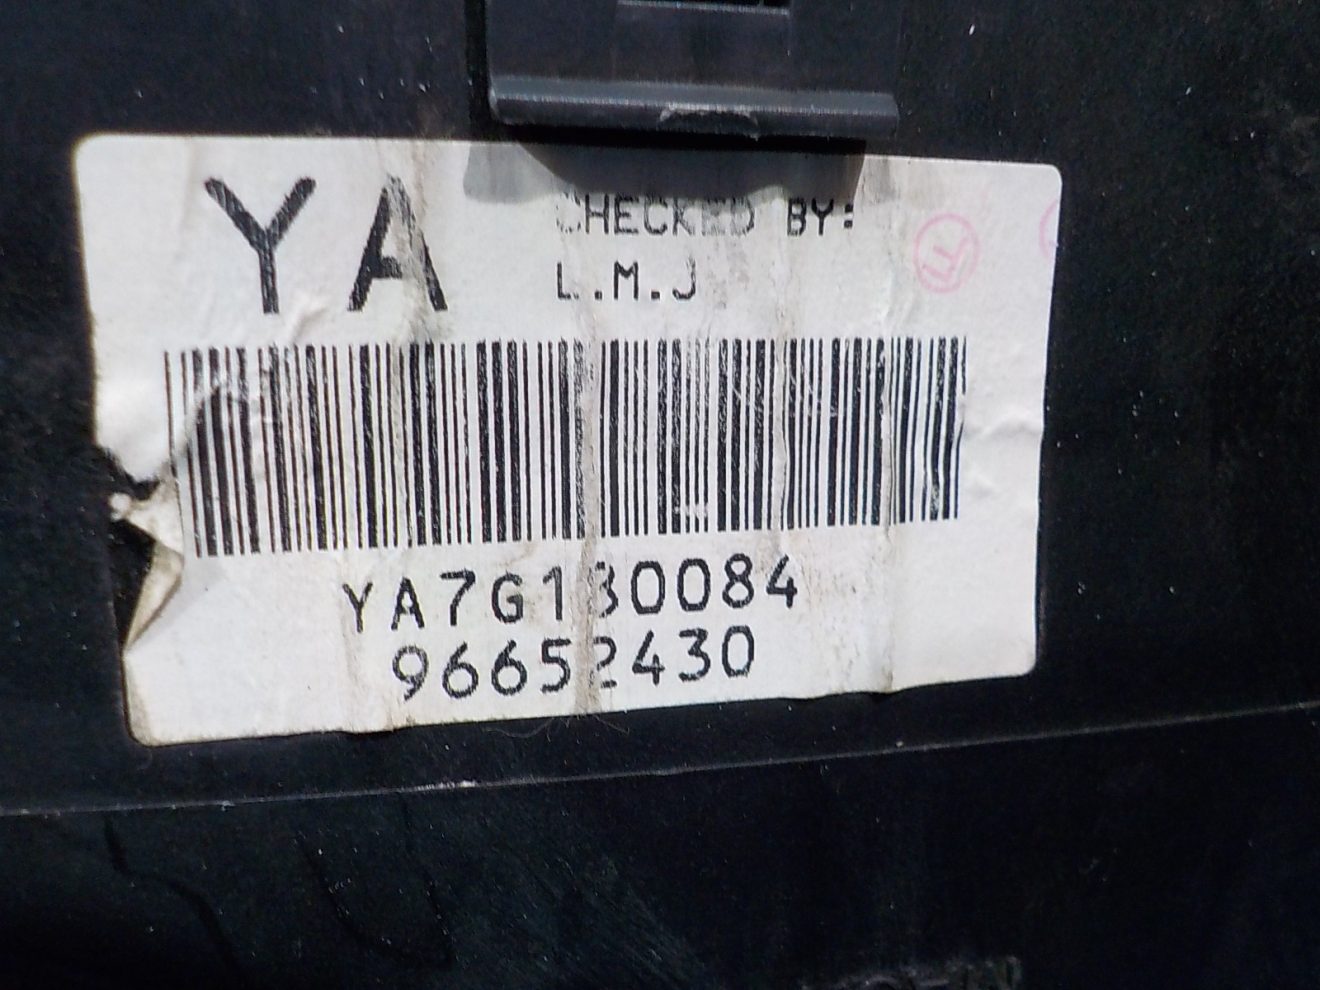 YA
CHECKED BY:
L.M.J
YA7G130084
96652430